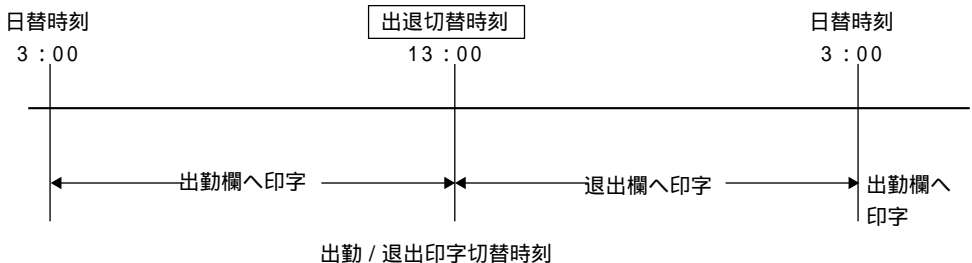 日替時刻
3：00
出退切替時刻
13：00
日替時刻
3：00
出勤欄へ印字
退出欄へ印字
出勤欄へ
印字
出勤 / 退出印字切替時刻